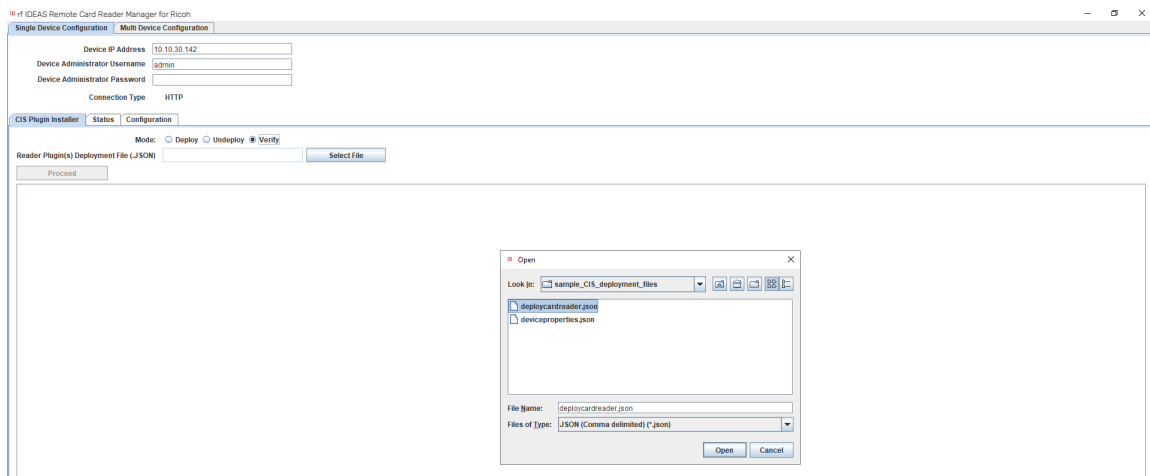 ID rf IDEAS Remote Card Reader Manager for Ricoh
Single Device Configuration Multi Device Configuration
Device IP Address 10.10.30.142
Device Administrator Username admin
Device Administrator Password
Connection Type HTTP
CIS Plugin Installer Status Configuration
Mode: Deploy Undeploy Verify
Reader Plugin(s) Deployment File (.JSON) Select File
Proceed
ID Open
Look In: sample_CIS_deployment_files
deploycardreader.json
deviceproperties.json
File Name: deploycardreader.json
Files of Type: JSON (Comma delimited) (*.json)
Open Cancel